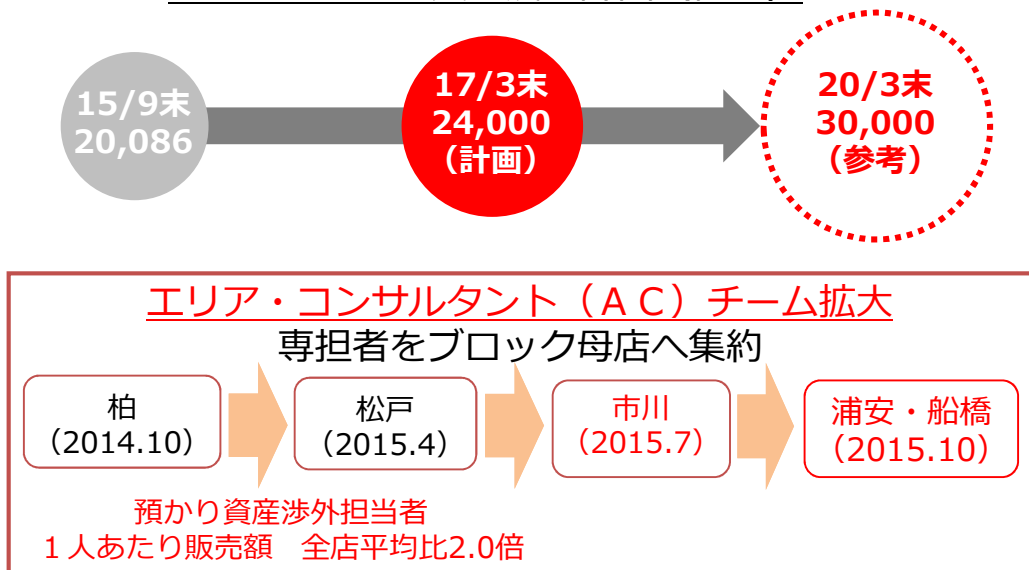 15/9末
20,086
17/3末
24,000
(計画)
20/3末
30,000
(参考)
エリア・コンサルタント(AC)チーム拡大
専担者をブロック母店へ集約
柏
(2014.10)
松戸
(2015.4)
市川
(2015.7)
浦安・船橋
(2015.10)
預かり資産渉外担当者
1人あたり販売額 全店平均比2.0倍